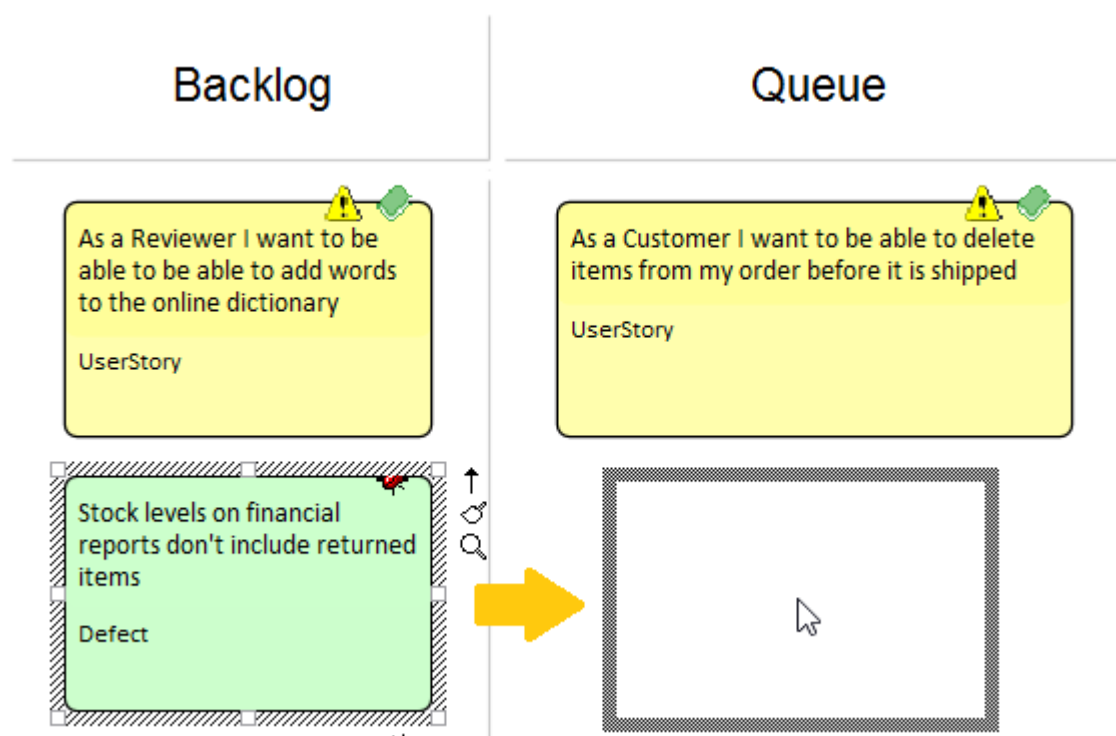 Backlog
Queue
As a Reviewer I want to be
able to be able to add words
to the online dictionary
UserStory
As a Customer I want to be able to delete
items from my order before it is shipped
UserStory
Stock levels on financial
reports don't include returned
items
Defect